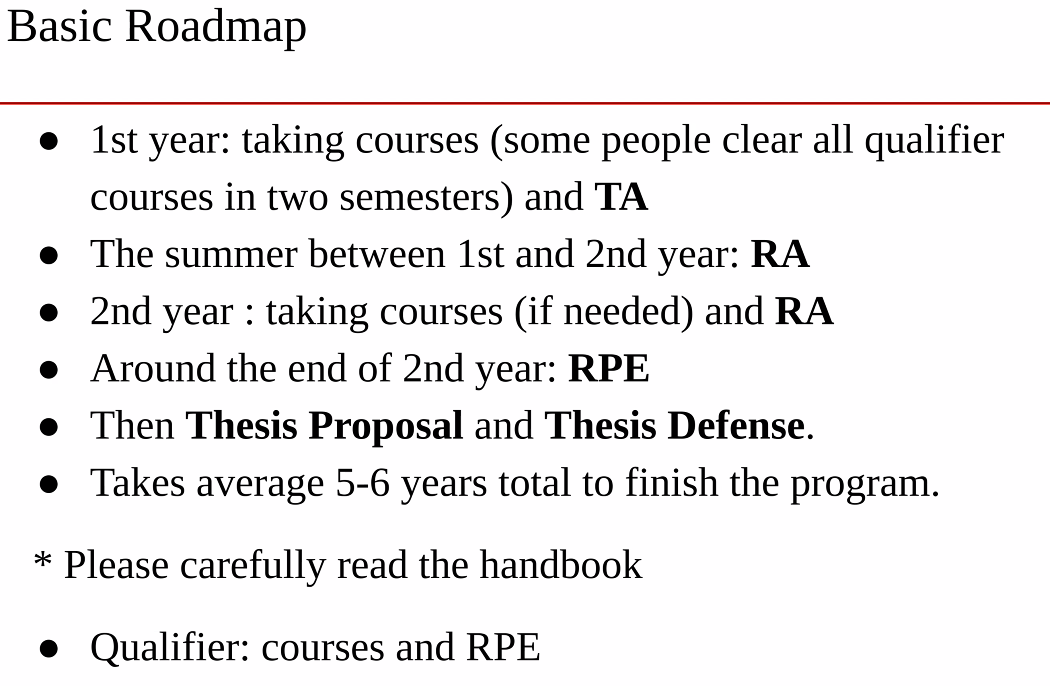 Basic Roadmap
● 1st year: taking courses (some people clear all qualifier
courses in two semesters) and TA
● The summer between 1st and 2nd year: RA
● 2nd year : taking courses (if needed) and RA
● Around the end of 2nd year: RPE
● Then Thesis Proposal and Thesis Defense.
● Takes average 5-6 years total to finish the program.
* Please carefully read the handbook
● Qualifier: courses and RPE